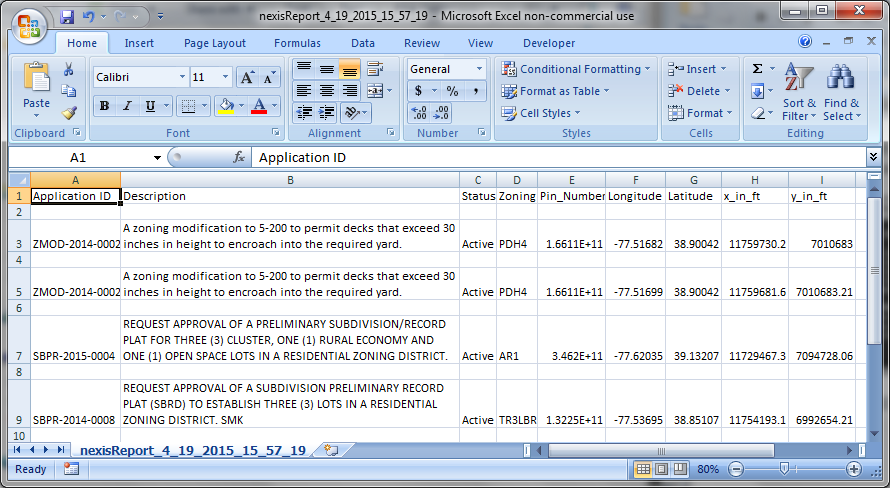 nexisReport_4_19_2015_15_57_19 - Microsoft Excel non-commercial use
Home Insert Page Layout Formulas Data Review View Developer
Paste
Clipboard
Calibri 11
B I U
Font
Alignment
General
$ % ,
Number
Conditional Formatting
Format as Table
Cell Styles
Styles
Insert
Delete
Format
Cells
Σ
Sort & Filter
Find & Select
Editing
A1 fx Application ID
A B C D E F G H I
1 Application ID Description Status Zoning Pin_Number Longitude Latitude x_in_ft y_in_ft
2
A zoning modification to 5-200 to permit decks that exceed 30
3 ZMOD-2014-0002 inches in height to encroach into the required yard. Active PDH4 1.6611E+11 -77.51682 38.90042 11759730.2 7010683
4
A zoning modification to 5-200 to permit decks that exceed 30
5 ZMOD-2014-0002 inches in height to encroach into the required yard. Active PDH4 1.6611E+11 -77.51699 38.90042 11759681.6 7010683.21
6
REQUEST APPROVAL OF A PRELIMINARY SUBDIVISION/RECORD
PLAT FOR THREE (3) CLUSTER, ONE (1) RURAL ECONOMY AND
7 SBPR-2015-0004 ONE (1) OPEN SPACE LOTS IN A RESIDENTIAL ZONING DISTRICT. Active AR1 3.462E+11 -77.62035 39.13207 11729467.3 7094728.06
8
REQUEST APPROVAL OF A SUBDIVISION PRELIMINARY RECORD
PLAT (SBRD) TO ESTABLISH THREE (3) LOTS IN A RESIDENTIAL
9 SBPR-2014-0008 ZONING DISTRICT. SMK Active TR3LBR 1.3225E+11 -77.53695 38.85107 11754193.1 6992654.21
10
nexisReport_4_19_2015_15_57_19
Ready 80%